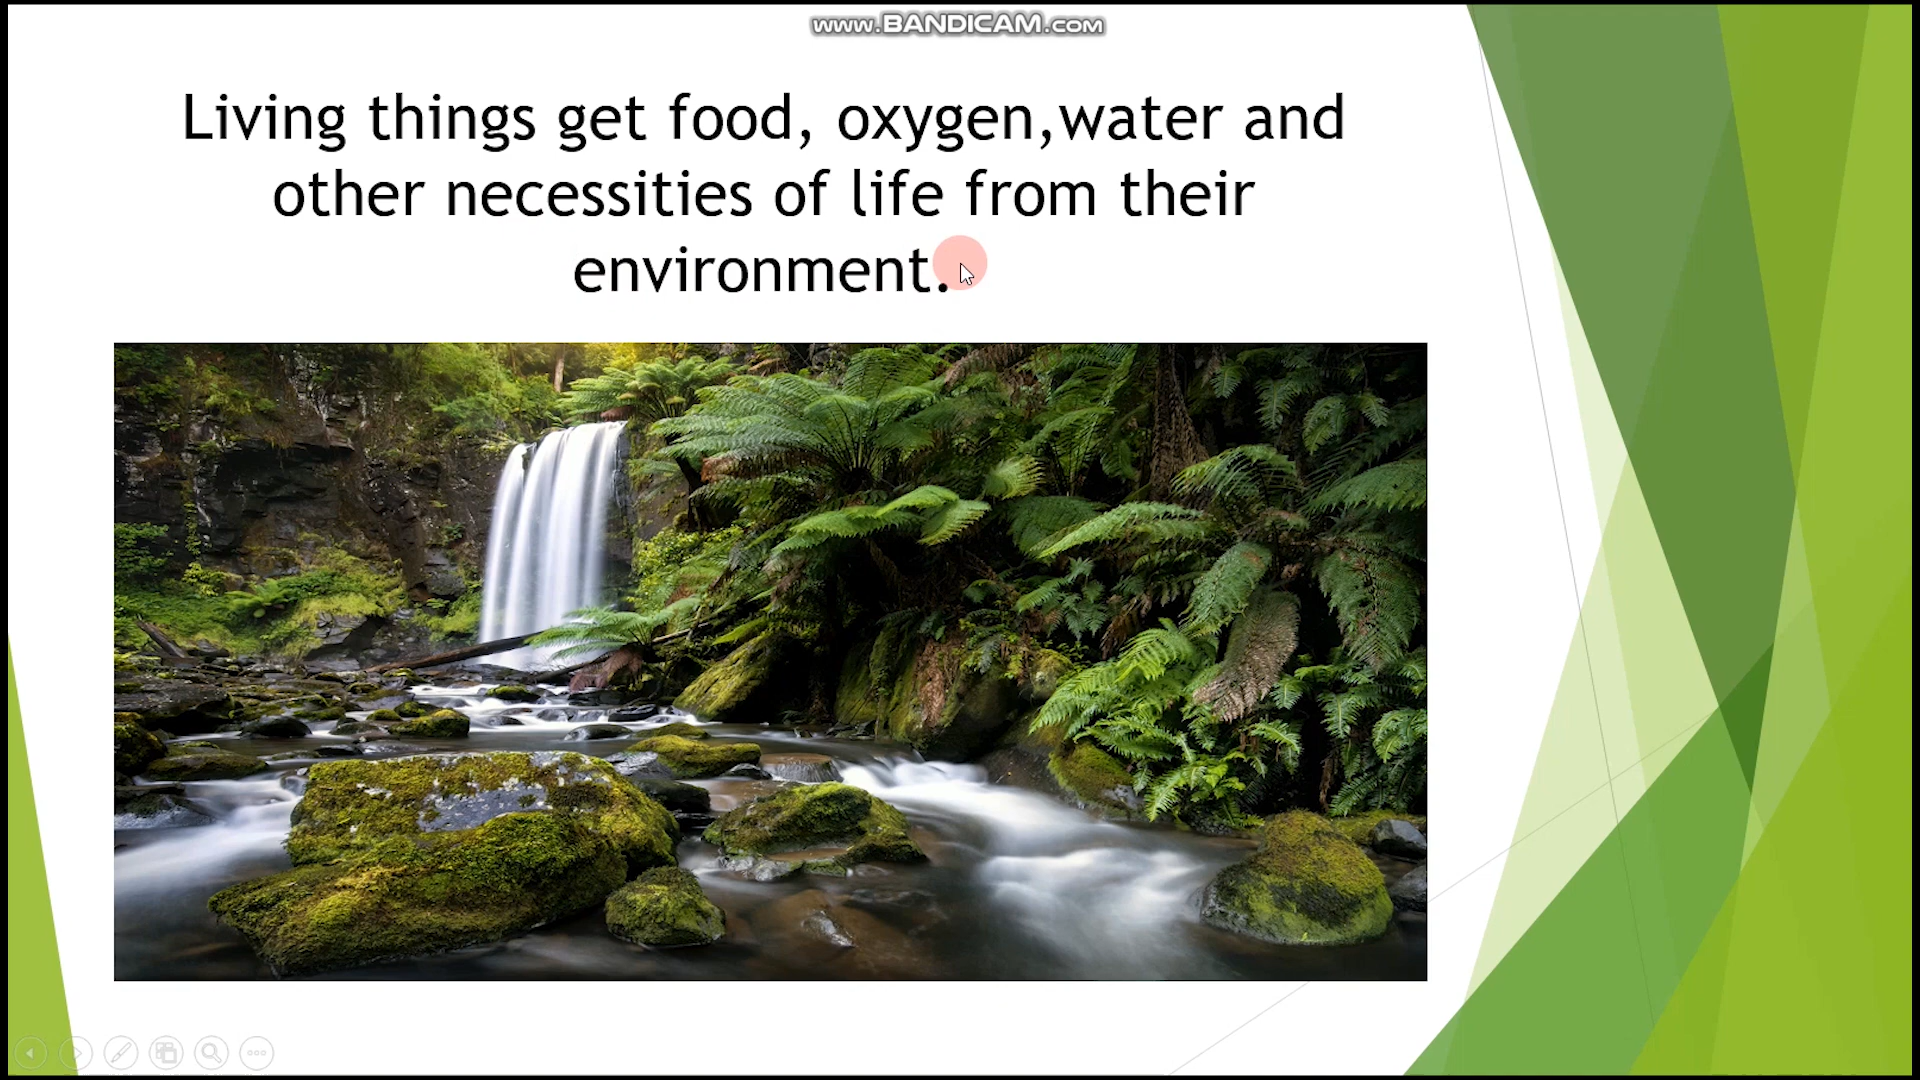 www.BANDICAM.com
Living things get food, oxygen,water and
other necessities of life from their
environment.